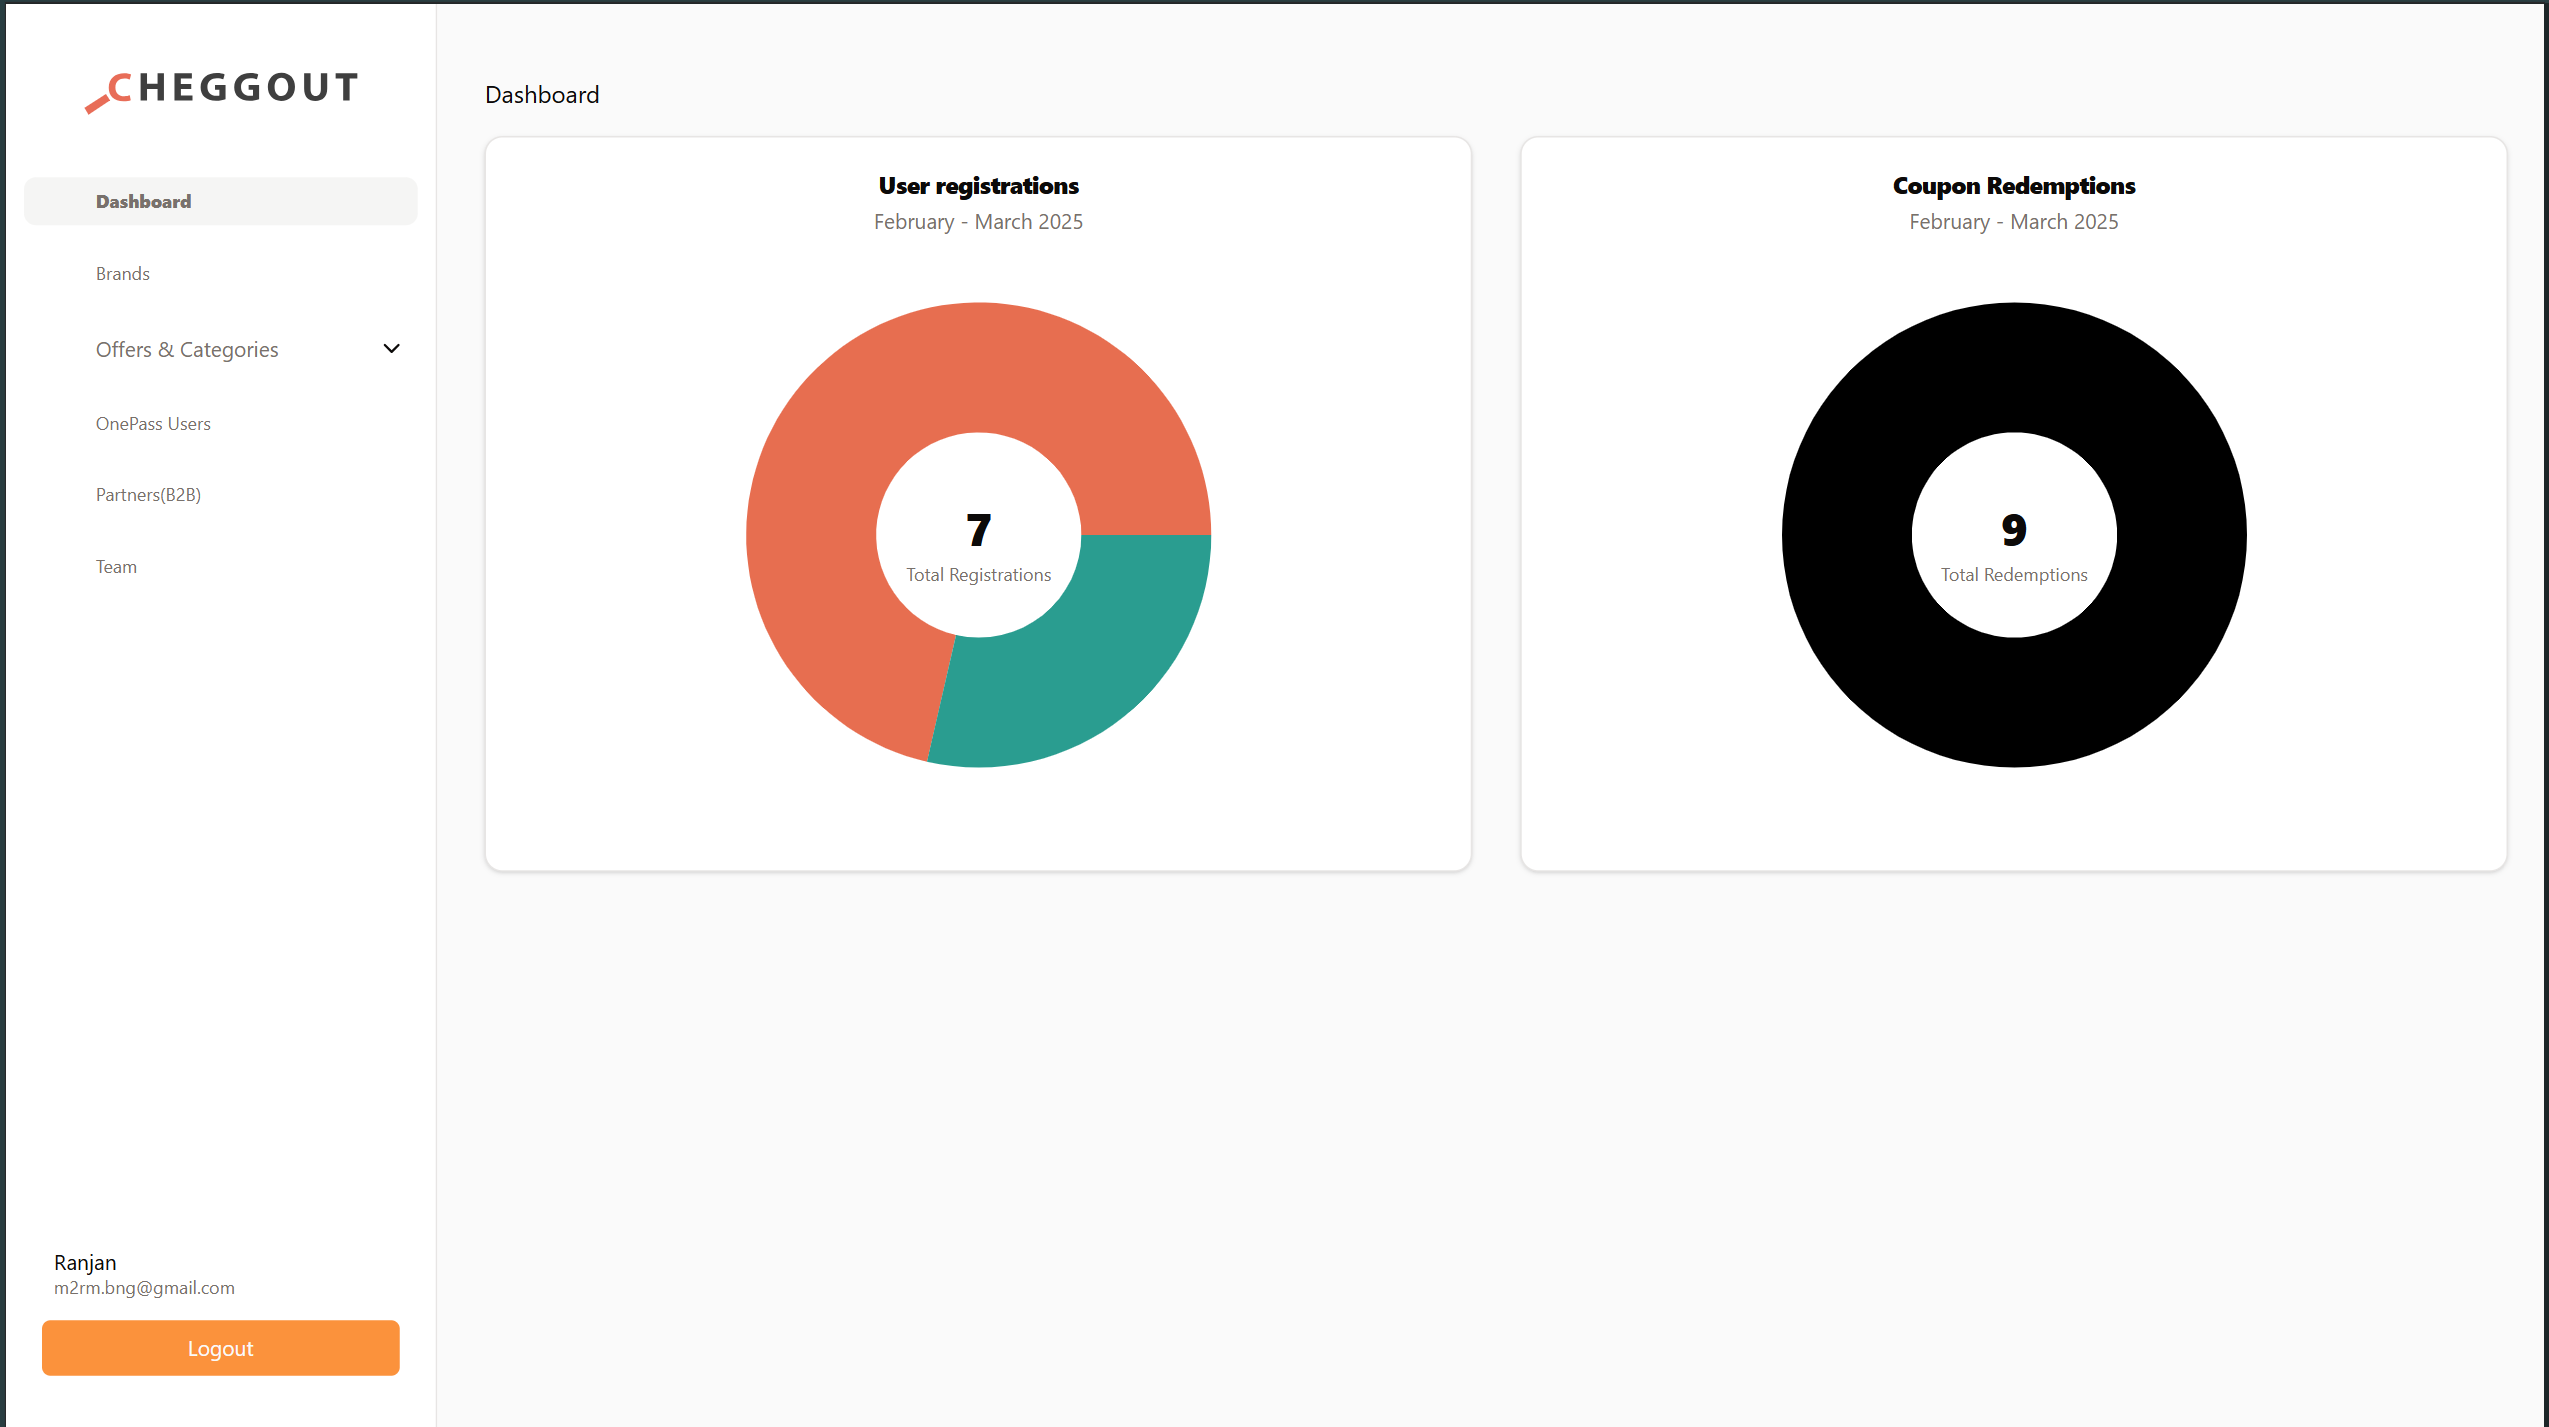 CHEGGOUT
Dashboard
Brands
Offers & Categories
OnePass Users
Partners(B2B)
Team
Ranjan
m2rm.bng@gmail.com
Logout
Dashboard
User registrations
February - March 2025
7
Total Registrations
Coupon Redemptions
February - March 2025
9
Total Redemptions